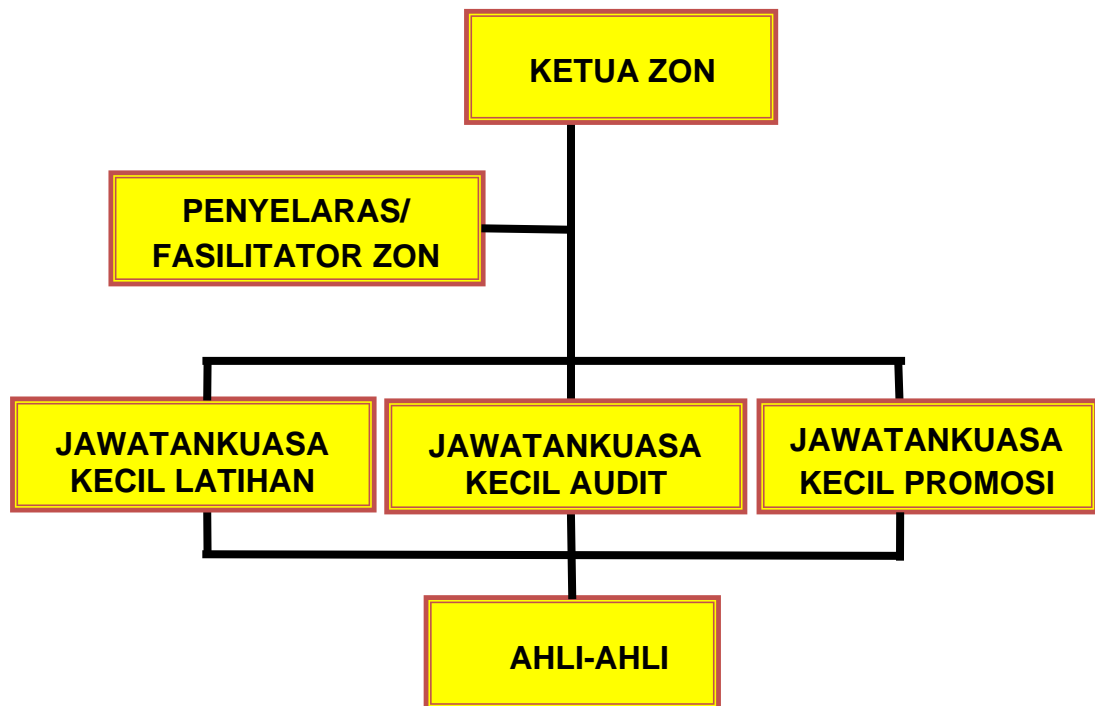 KETUA ZON
PENYELARAS/
FASILITATOR ZON
JAWATANKUASA
KECIL LATIHAN
JAWATANKUASA
KECIL AUDIT
JAWATANKUASA
KECIL PROMOSI
AHLI-AHLI